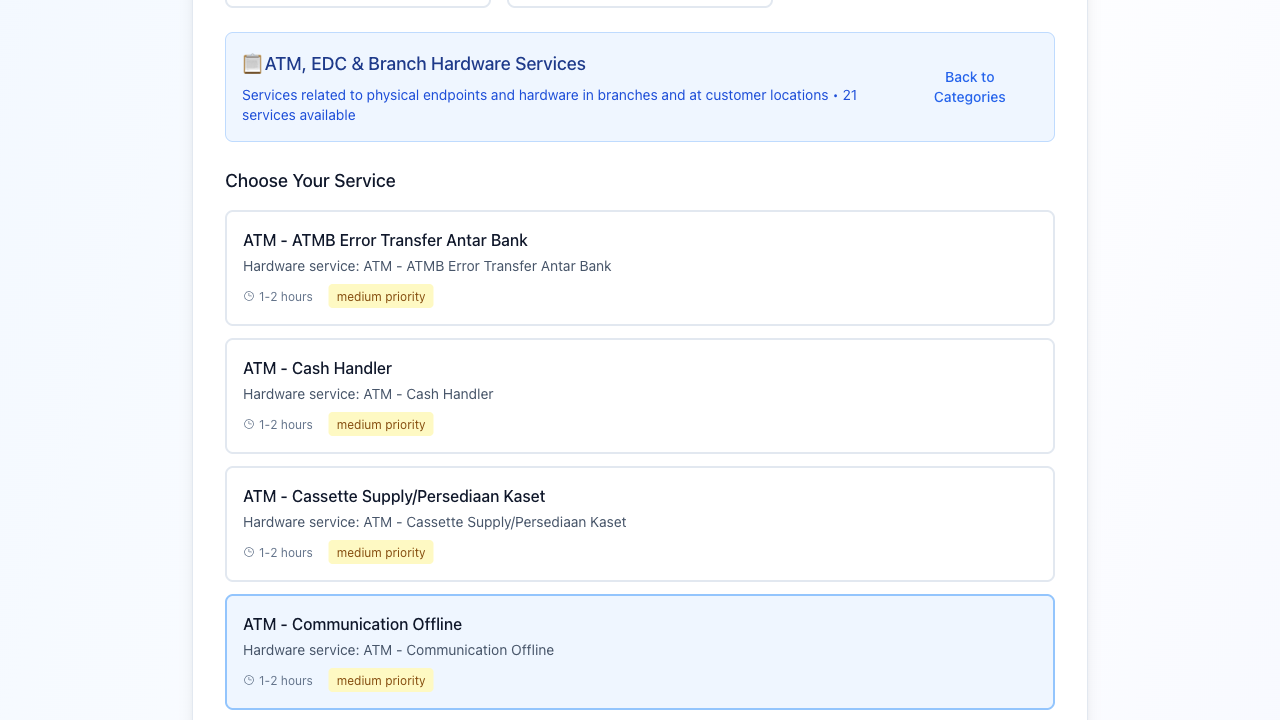 ATM, EDC & Branch Hardware Services
Services related to physical endpoints and hardware in branches and at customer locations • 21
services available
Back to
Categories
Choose Your Service
ATM - ATMB Error Transfer Antar Bank
Hardware service: ATM - ATMB Error Transfer Antar Bank
1-2 hours medium priority
ATM - Cash Handler
Hardware service: ATM - Cash Handler
1-2 hours medium priority
ATM - Cassette Supply/Persediaan Kaset
Hardware service: ATM - Cassette Supply/Persediaan Kaset
1-2 hours medium priority
ATM - Communication Offline
Hardware service: ATM - Communication Offline
1-2 hours medium priority